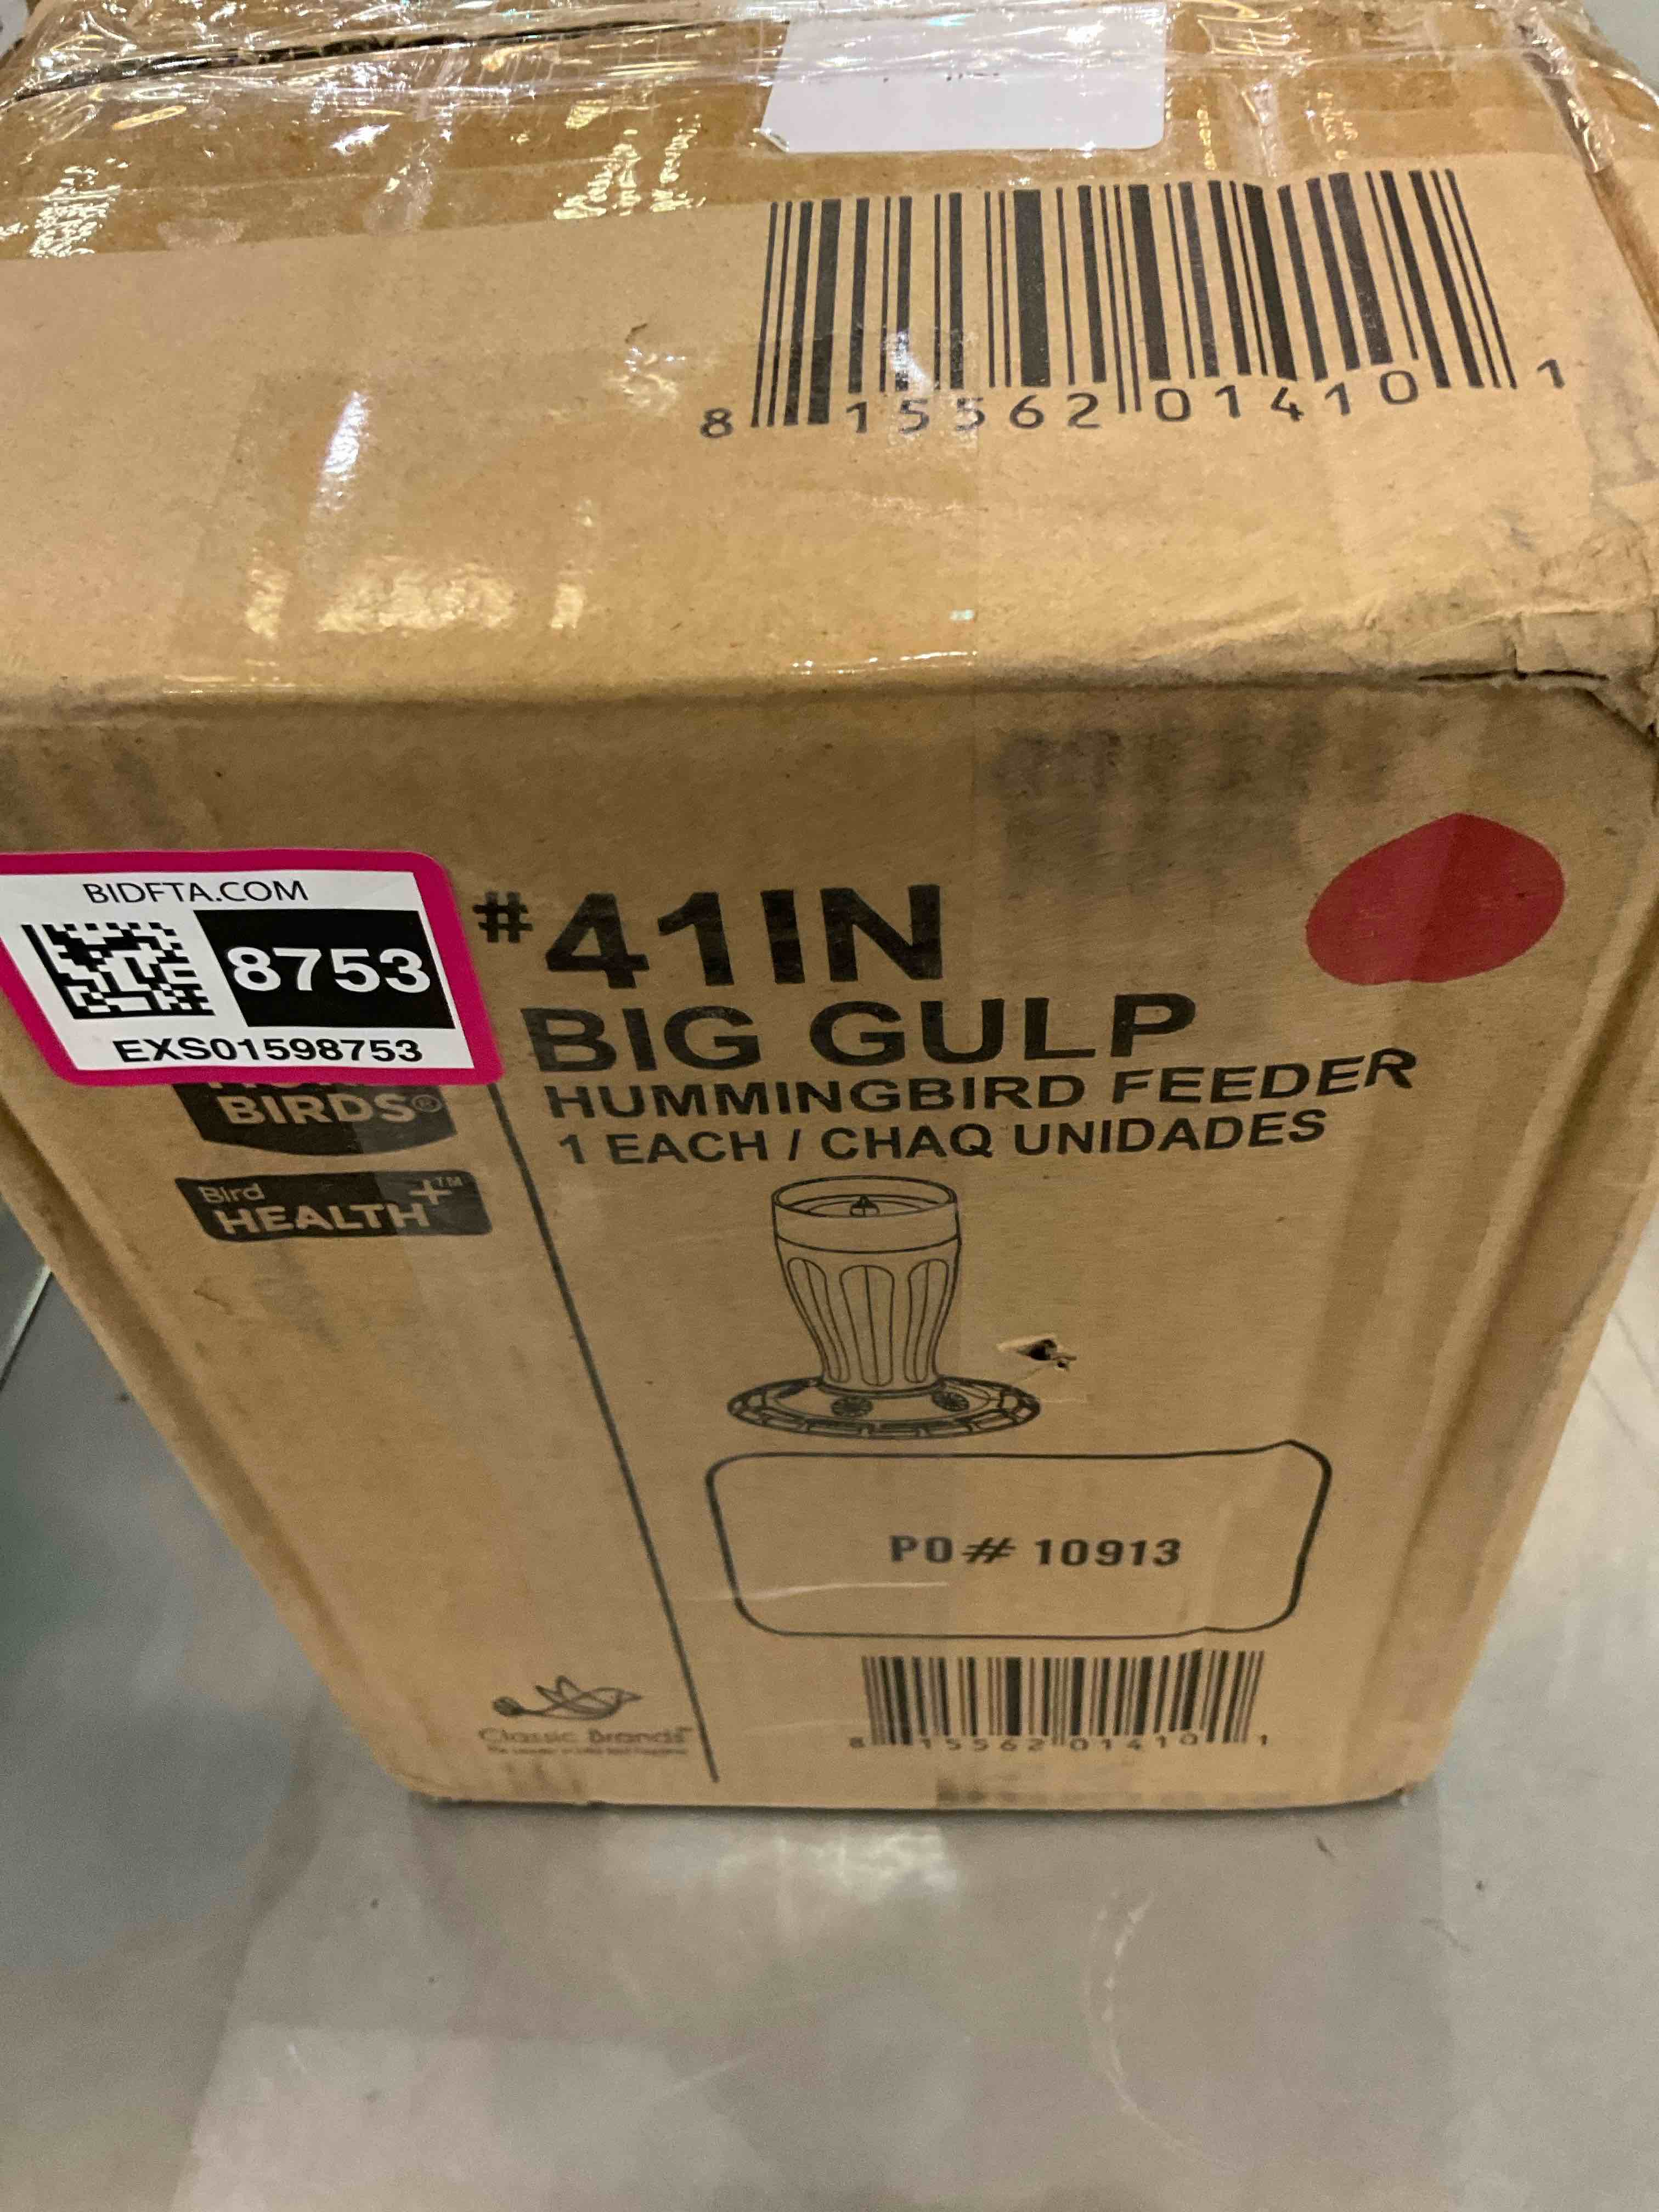 8 15562 01410 1
BIDFTA.COM
8753
EXS01598753
#41IN
BIG GULP
HUMMINGBIRD FEEDER
1 EACH / CHAQ UNIDADES
BIRDS®
Bird
HEALTH+™
PO# 10913
Classic Brands
8 15562 01410 1